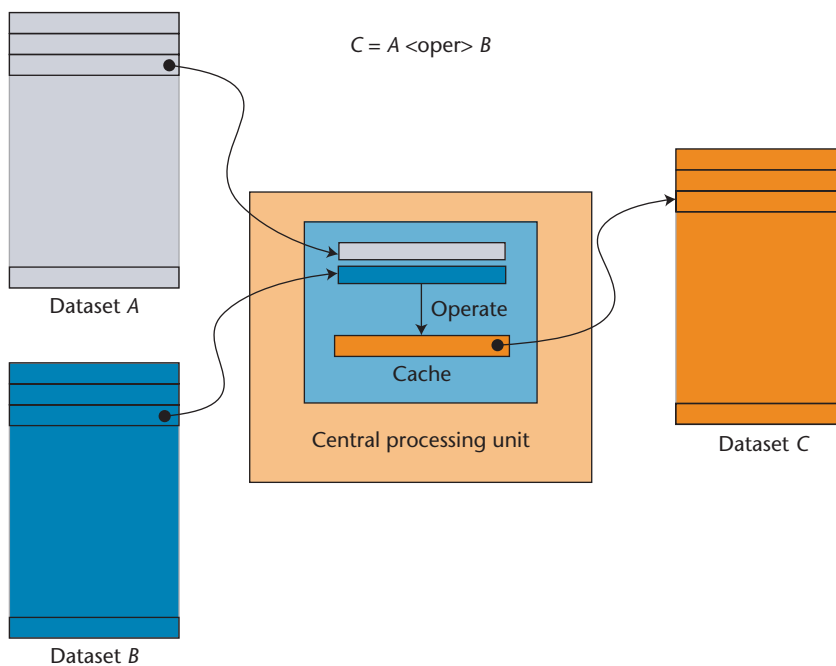 C = A <oper> B
Dataset A
Operate
Cache
Central processing unit
Dataset C
Dataset B